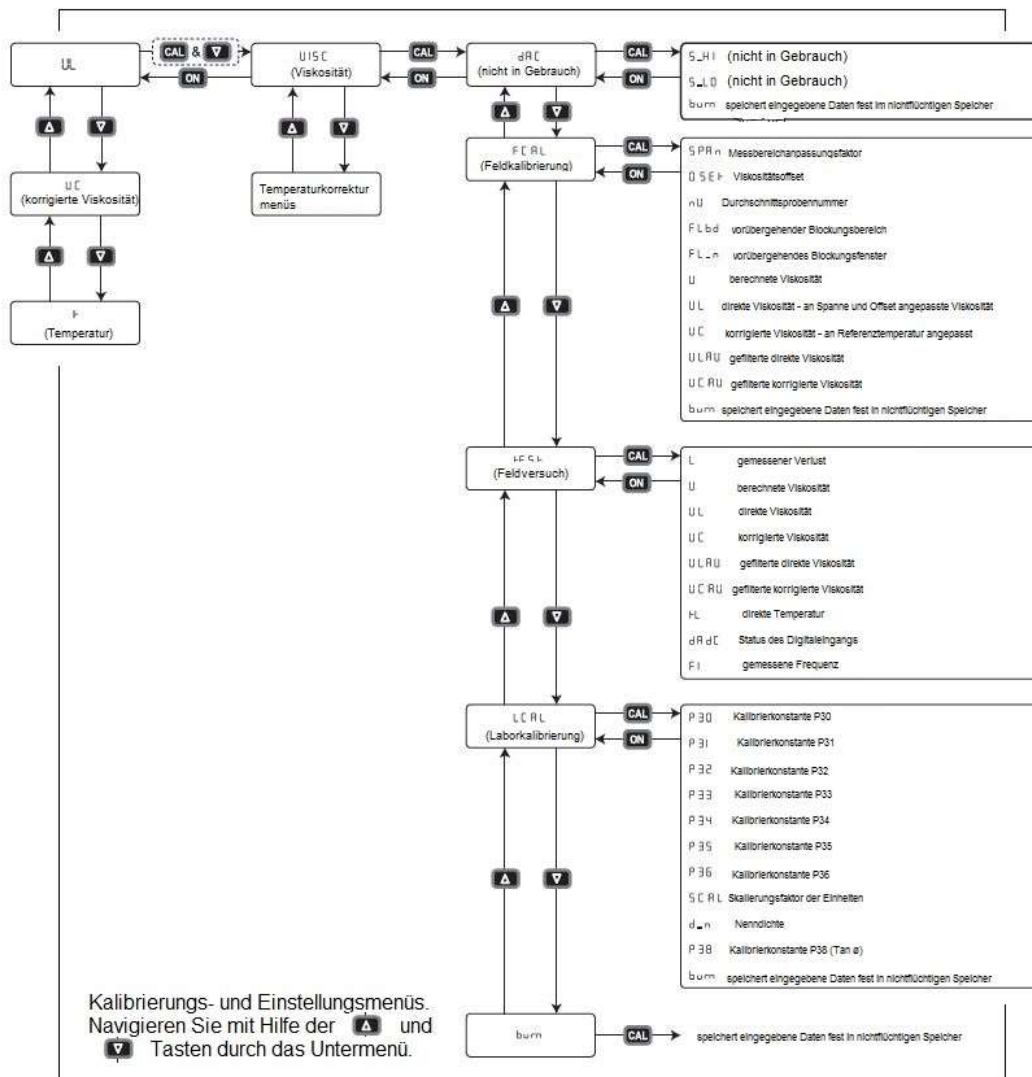 UL
CAL & ▽
ON
VISC
(Viskosität)
CAL
ON
dAC
(nicht in Gebrauch)
CAL
ON
S_HI (nicht in Gebrauch)
S_LO (nicht in Gebrauch)
burn speichert eingegebene Daten fest im nichtflüchtigen Speicher
△ ▽
UC
(korrigierte Viskosität)
△ ▽
t
(Temperatur)
△ ▽
Temperaturkorrektur
menüs
△ ▽
FCAL
(Feldkalibrierung)
CAL
ON
SPAn Messbereichanpassungsfaktor
OSEt Viskositätsoffset
nU Durchschnittsprobennummer
FLbd vorübergehender Blockungsbereich
FL_n vorübergehendes Blockungsfenster
U berechnete Viskosität
UL direkte Viskosität - an Spanne und Offset angepasste Viskosität
UC korrigierte Viskosität - an Referenztemperatur angepasst
ULAU gefilterte direkte Viskosität
UCAU gefilterte korrigierte Viskosität
burn speichert eingegebene Daten fest in nichtflüchtigen Speicher
△ ▽
tESt
(Feldversuch)
CAL
ON
L gemessener Verlust
U berechnete Viskosität
UL direkte Viskosität
UC korrigierte Viskosität
ULAU gefilterte direkte Viskosität
UCAU gefilterte korrigierte Viskosität
tL direkte Temperatur
dAdC Status des Digitaleingangs
FI gemessene Frequenz
△ ▽
LCAL
(Laborkalibrierung)
CAL
ON
P30 Kalibrierkonstante P30
P31 Kalibrierkonstante P31
P32 Kalibrierkonstante P32
P33 Kalibrierkonstante P33
P34 Kalibrierkonstante P34
P35 Kalibrierkonstante P35
P36 Kalibrierkonstante P36
SCAL Skalierungsfaktor der Einheiten
d_n Nenndichte
P38 Kalibrierkonstante P38 (Tan ø)
burn speichert eingegebene Daten fest in nichtflüchtigen Speicher
△ ▽
burn
CAL
speichert eingegebene Daten fest in nichtflüchtigen Speicher
Kalibrierungs- und Einstellungsmenüs.
Navigieren Sie mit Hilfe der △ und
▽ Tasten durch das Untermenü.